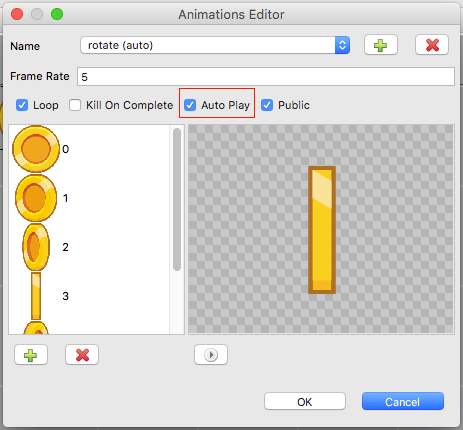 Animations Editor
Name rotate (auto)
Frame Rate 5
Loop Kill On Complete Auto Play Public
0
1
2
3
OK Cancel